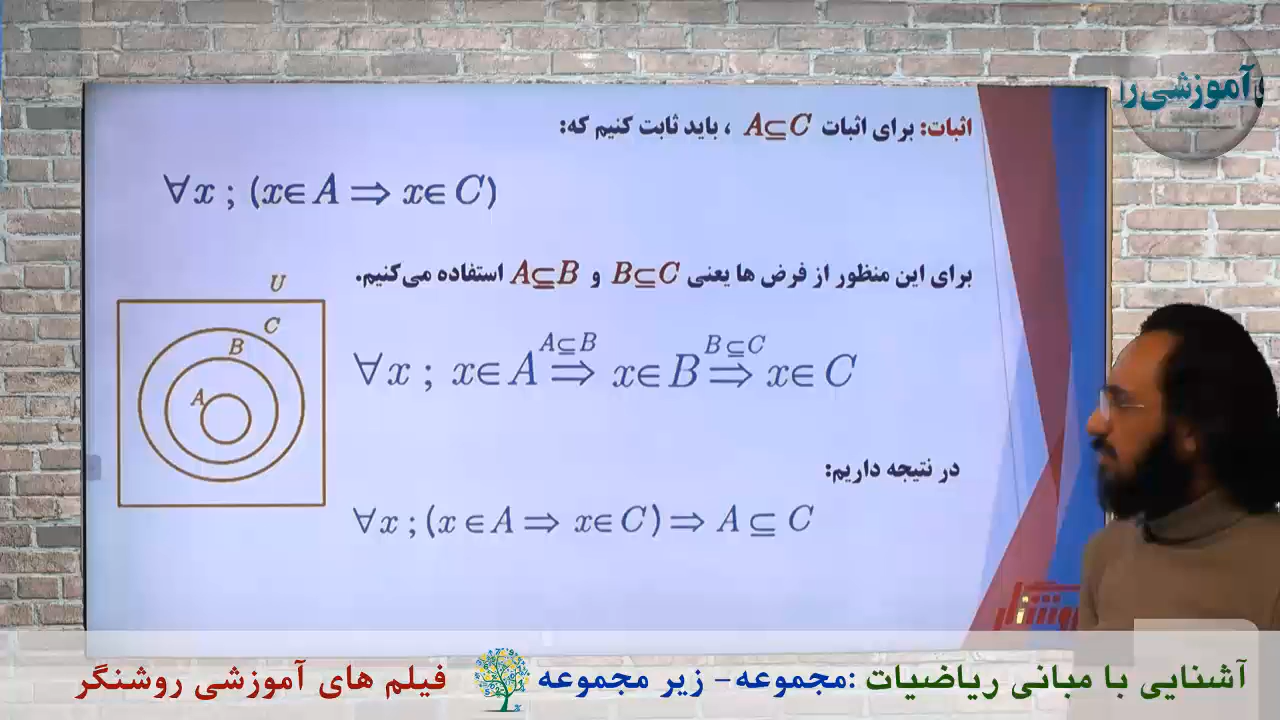 آموزشی را
اثبات: برای اثبات A⊆C ، باید ثابت کنیم که:
∀x ; (x∈A ⇒ x∈C)
برای این منظور از فرض ها یعنی B⊆C و A⊆B استفاده می‌کنیم.
U
C
B
A
A⊆B B⊆C
∀x ; x∈A ⇒ x∈B ⇒ x∈C
در نتیجه داریم:
∀x ; (x∈A ⇒ x∈C) ⇒ A⊆C
آشنایی با مبانی ریاضیات :مجموعه- زیر مجموعه فیلم های آموزشی روشنگر